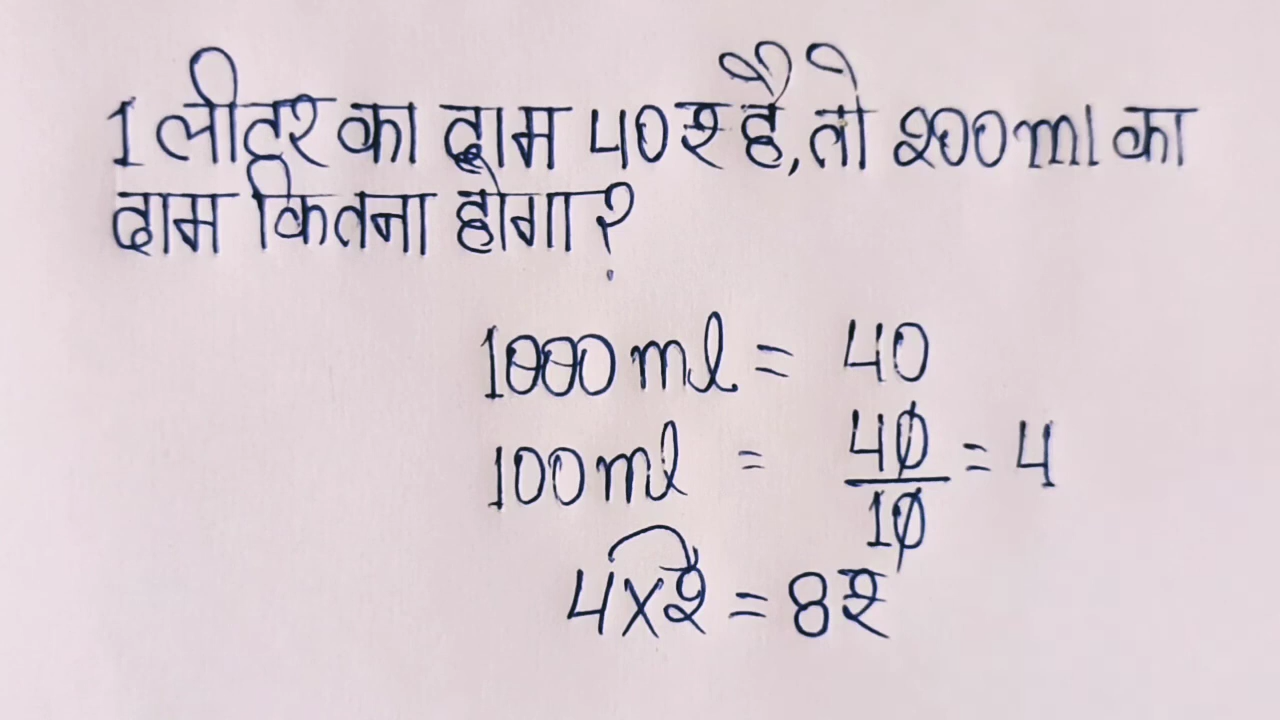 1 लीटर का दाम 40 रु है, तो 200ml का
दाम कितना होगा?
1000 ml = 40
100 ml = 40/10 = 4
4 × 2 = 8 रु